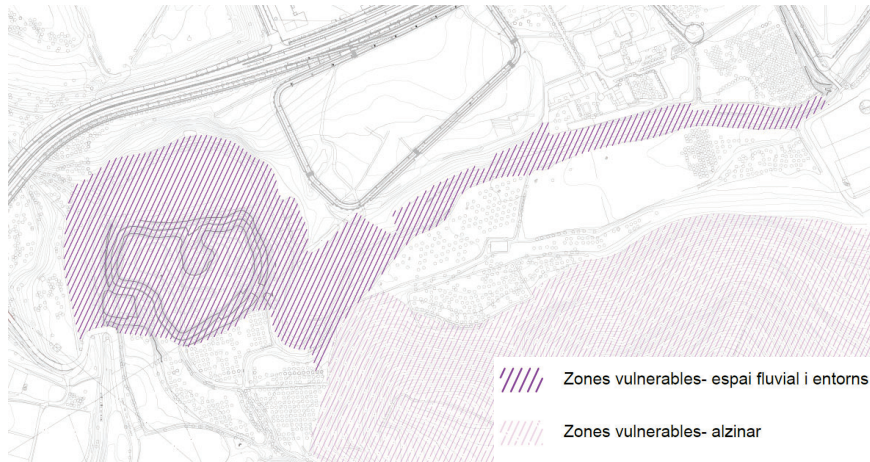 Zones vulnerables- espai fluvial i entorns
Zones vulnerables- alzinar